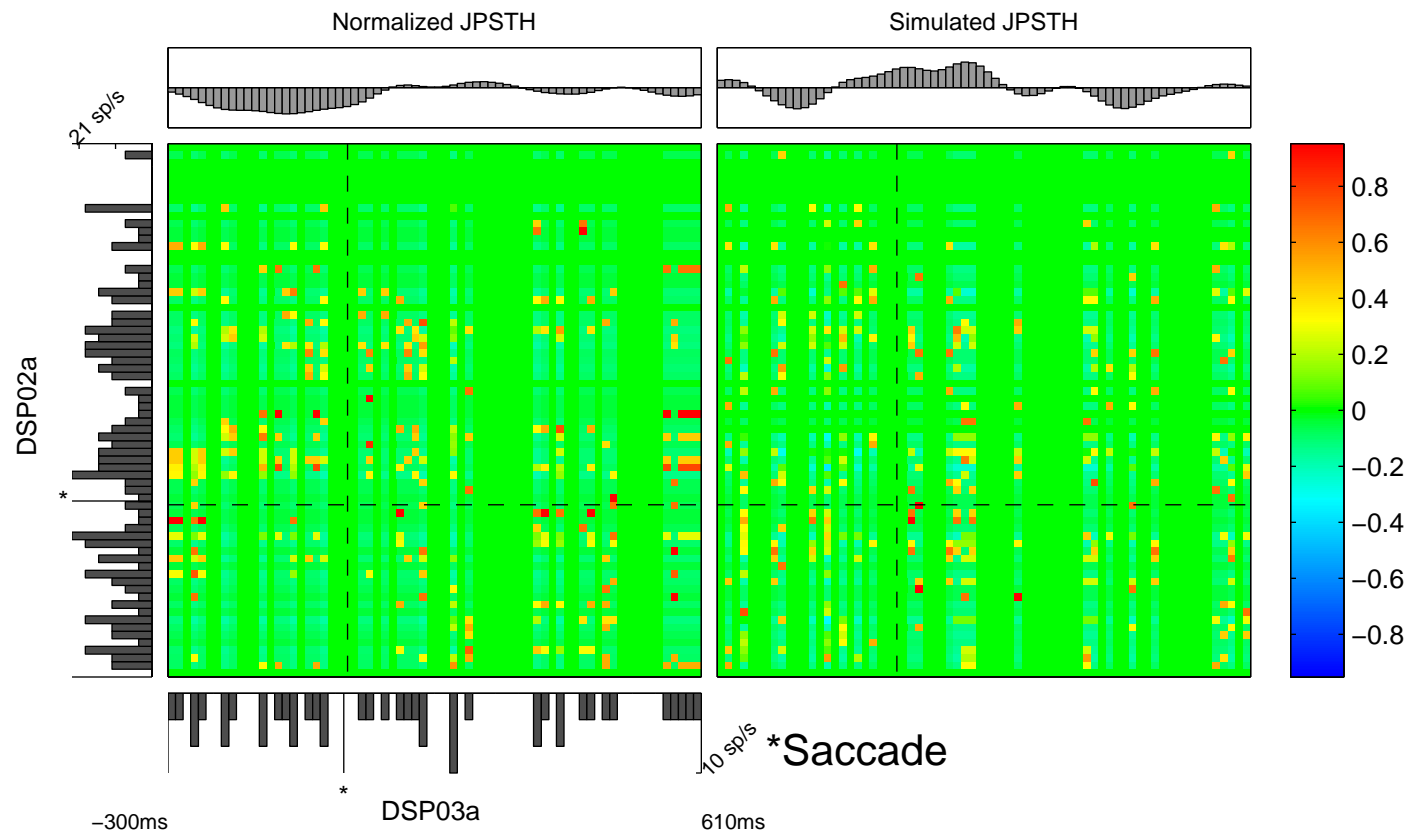 Normalized JPSTH
Simulated JPSTH
21 sp/s
DSP02a
*
0.8
0.6
0.4
0.2
0
−0.2
−0.4
−0.6
−0.8
10 sp/s
*Saccade
*
DSP03a
−300ms
610ms